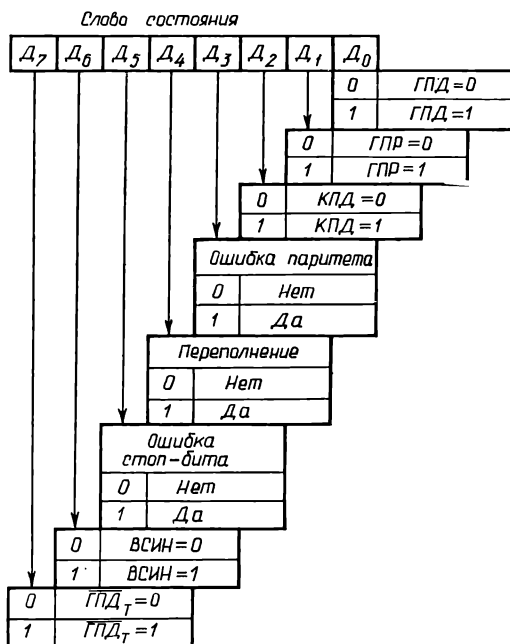 Слово состояния
Д7 Д6 Д5 Д4 Д3 Д2 Д1 Д0
0 ГПД=0
1 ГПД=1
0 ГПР=0
1 ГПР=1
0 КПД=0
1 КПД=1
Ошибка паритета
0 Нет
1 Да
Переполнение
0 Нет
1 Да
Ошибка
стоп-бита
0 Нет
1 Да
0 ВСИН=0
1 ВСИН=1
0 Г̅П̅Д̅Т=0
1 Г̅П̅Д̅Т=1